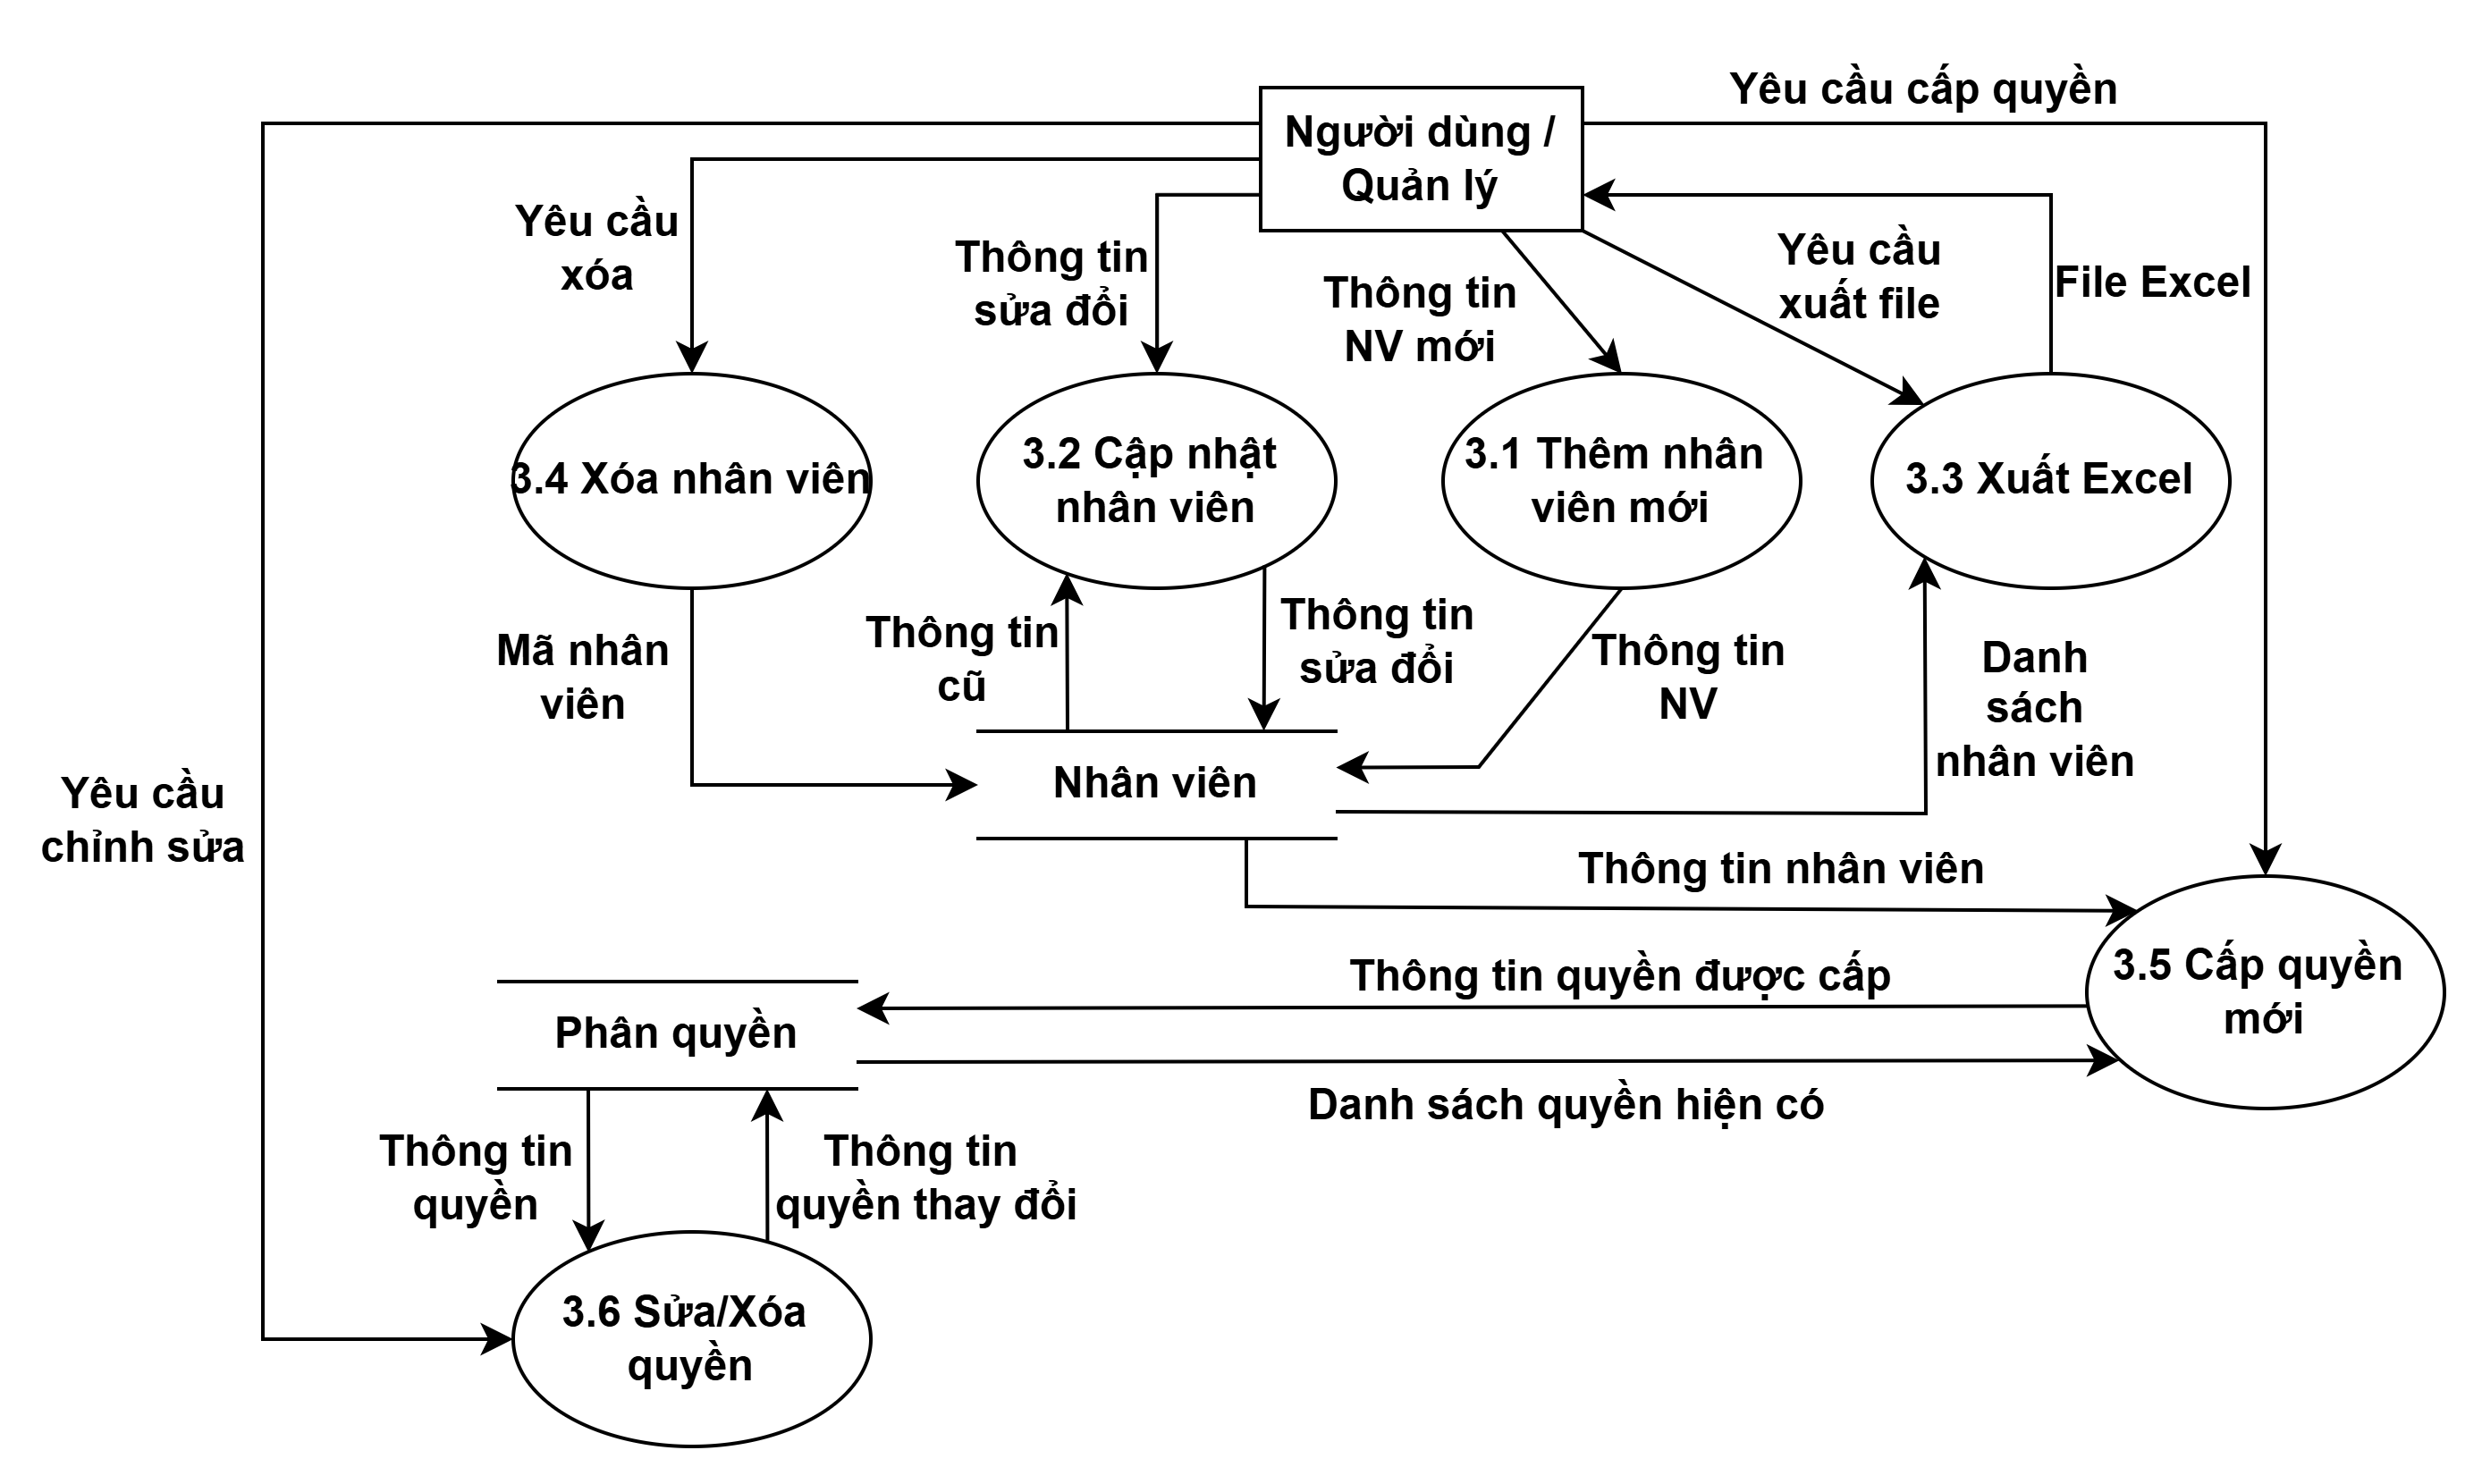 Yêu cầu cấp quyền
Người dùng /
Quản lý
Yêu cầu
xóa
Thông tin
sửa đổi
Thông tin
NV mới
Yêu cầu
xuất file
File Excel
3.4 Xóa nhân viên
3.2 Cập nhật
nhân viên
3.1 Thêm nhân
viên mới
3.3 Xuất Excel
Mã nhân
viên
Thông tin
cũ
Thông tin
sửa đổi
Thông tin
NV
Danh
sách
nhân viên
Yêu cầu
chỉnh sửa
Nhân viên
Thông tin nhân viên
Thông tin quyền được cấp
3.5 Cấp quyền
mới
Phân quyền
Danh sách quyền hiện có
Thông tin
quyền
Thông tin
quyền thay đổi
3.6 Sửa/Xóa
quyền